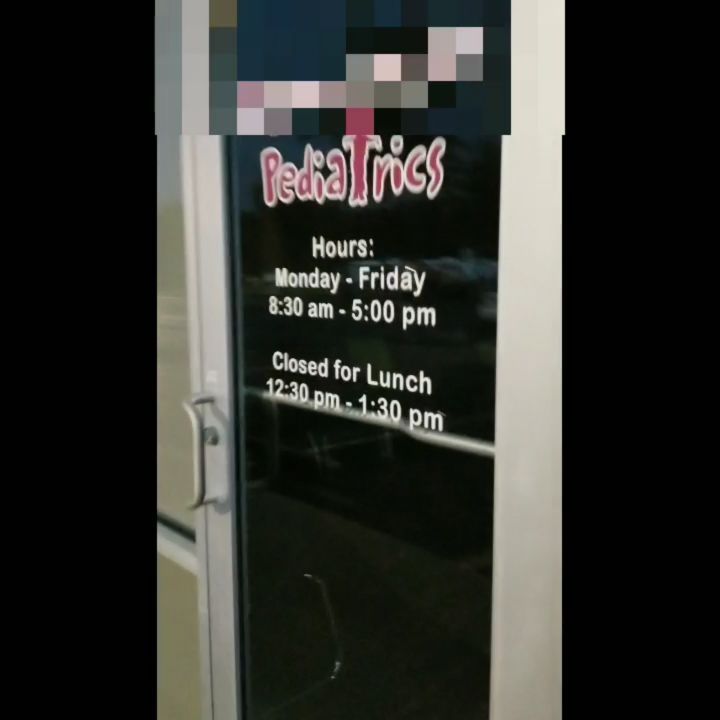 PediaTrics
Hours:
Monday - Friday
8:30 am - 5:00 pm
Closed for Lunch
12:30 pm - 1:30 pm